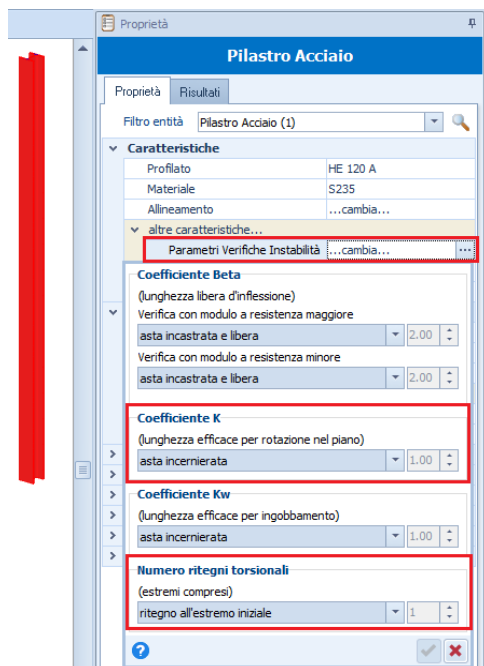 Proprietà
Pilastro Acciaio
Proprietà Risultati
Filtro entità Pilastro Acciaio (1)
Caratteristiche
Profilato HE 120 A
Materiale S235
Allineamento ...cambia...
altre caratteristiche...
Parametri Verifiche Instabilità ...cambia... ...
Coefficiente Beta
(lunghezza libera d'inflessione)
Verifica con modulo a resistenza maggiore
asta incastrata e libera 2.00
Verifica con modulo a resistenza minore
asta incastrata e libera 2.00
Coefficiente K
(lunghezza efficace per rotazione nel piano)
asta incernierata 1.00
Coefficiente Kw
(lunghezza efficace per ingobbamento)
asta incernierata 1.00
Numero ritegni torsionali
(estremi compresi)
ritegno all'estremo iniziale 1
?